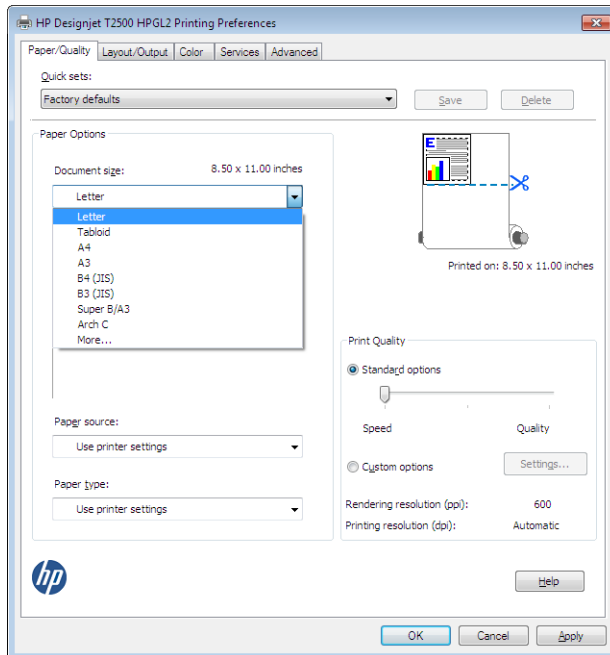 HP Designjet T2500 HPGL2 Printing Preferences
Paper/Quality Layout/Output Color Services Advanced
Quick sets:
Factory defaults Save Delete
Paper Options
Document size: 8.50 x 11.00 inches
Letter
Letter
Tabloid
A4
A3
B4 (JIS)
B3 (JIS)
Super B/A3
Arch C
More...
Paper source:
Use printer settings
Paper type:
Use printer settings
E
Printed on: 8.50 x 11.00 inches
Print Quality
Standard options
Speed Quality
Custom options Settings...
Rendering resolution (ppi): 600
Printing resolution (dpi): Automatic
hp
Help
OK Cancel Apply